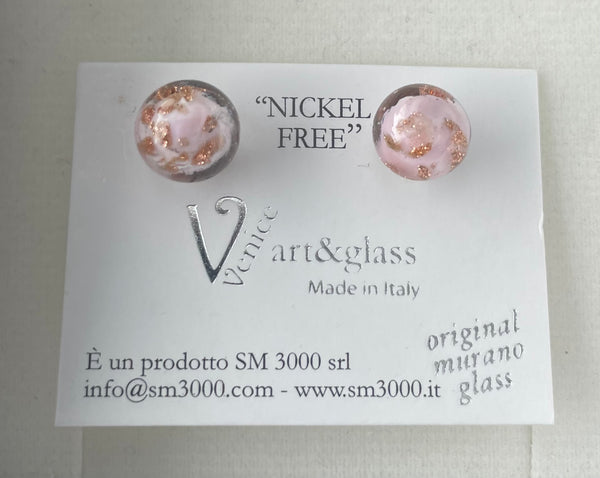 "NICKEL
FREE"
V
Venice
art&glass
Made in Italy
original
murano
glass
È un prodotto SM 3000 srl
info@sm3000.com - www.sm3000.it